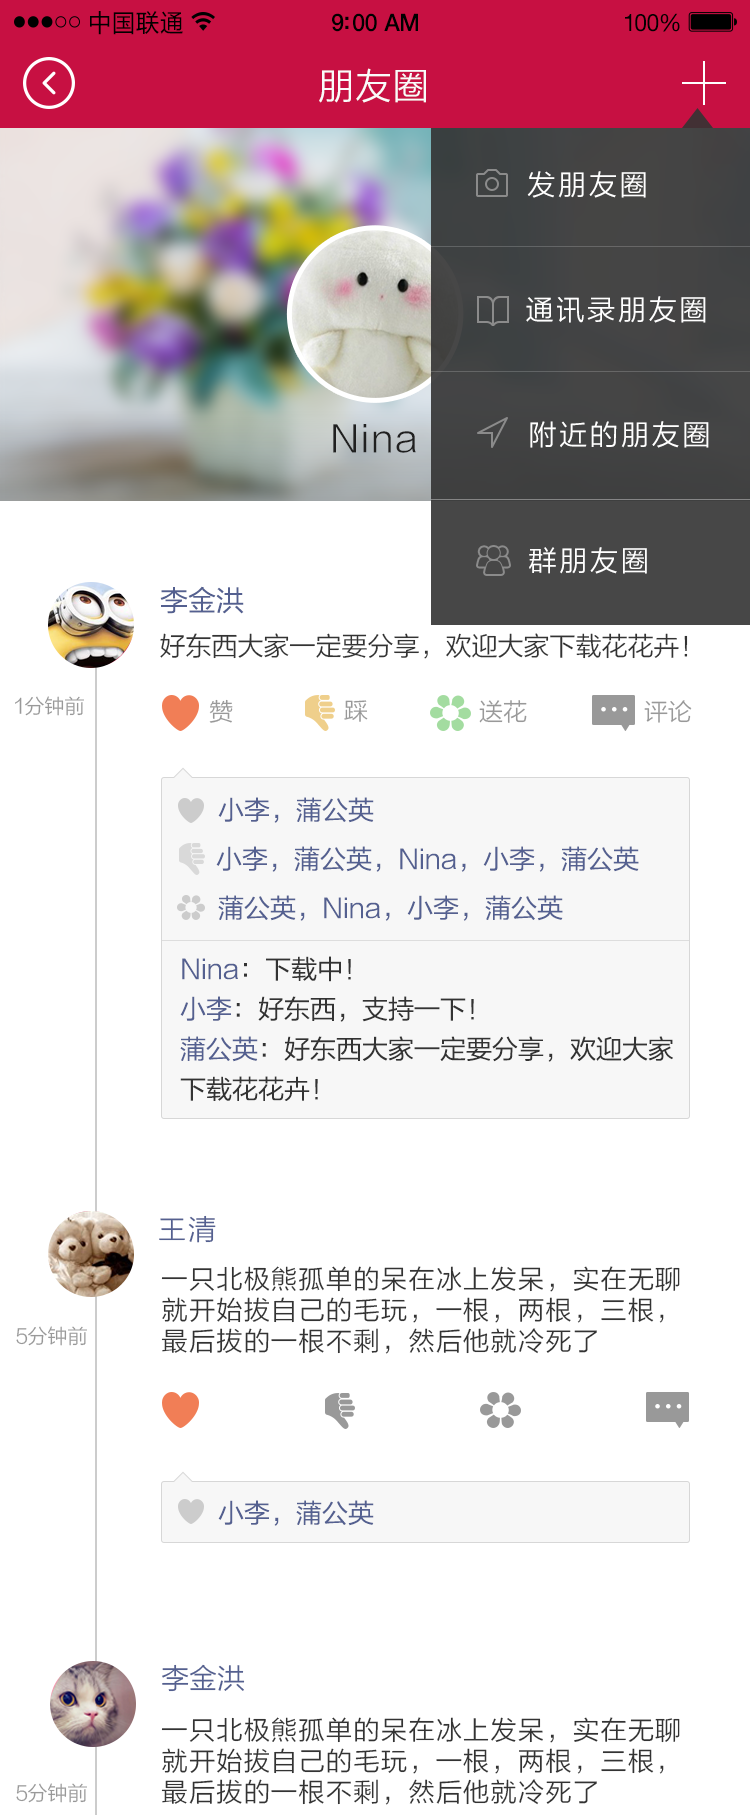 中国联通 9:00 AM 100%
朋友圈
发朋友圈
通讯录朋友圈
附近的朋友圈
群朋友圈
Nina
李金洪
好东西大家一定要分享，欢迎大家下载花花卉！
1分钟前
赞 踩 送花 评论
小李，蒲公英
小李，蒲公英，Nina，小李，蒲公英
蒲公英，Nina，小李，蒲公英
Nina：下载中！
小李：好东西，支持一下！
蒲公英：好东西大家一定要分享，欢迎大家
下载花花卉！
王清
一只北极熊孤单的呆在冰上发呆，实在无聊
就开始拔自己的毛玩，一根，两根，三根，
最后拔的一根不剩，然后他就冷死了
5分钟前
小李，蒲公英
李金洪
一只北极熊孤单的呆在冰上发呆，实在无聊
就开始拔自己的毛玩，一根，两根，三根，
最后拔的一根不剩，然后他就冷死了
5分钟前